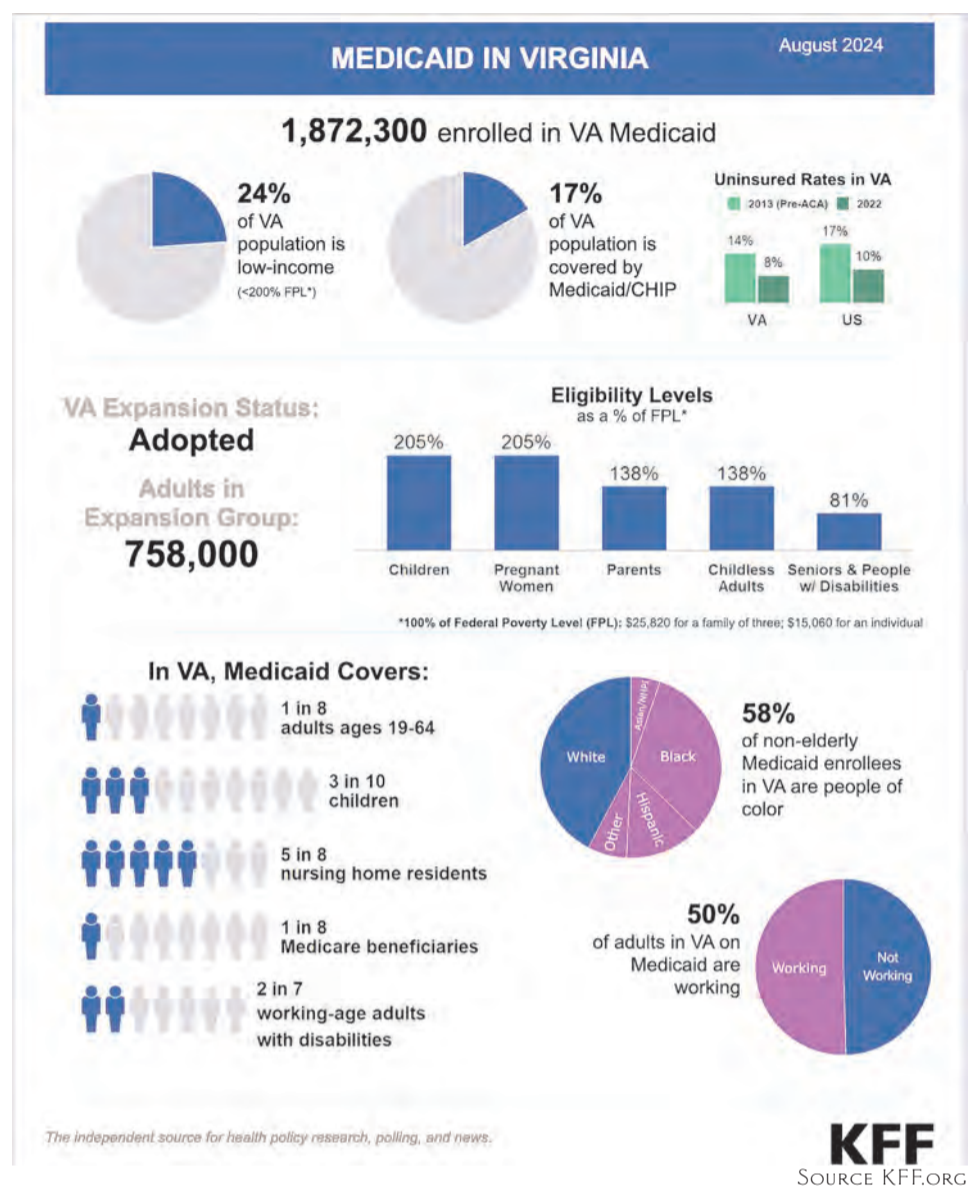 MEDICAID IN VIRGINIA
August 2024
1,872,300 enrolled in VA Medicaid
24%
of VA
population is
low-income
(<200% FPL*)
17%
of VA
population is
covered by
Medicaid/CHIP
Uninsured Rates in VA
2013 (Pre-ACA) 2022
14%
8%
17%
10%
VA
US
VA Expansion Status:
Adopted
Adults in
Expansion Group:
758,000
Eligibility Levels
as a % of FPL*
205%
205%
138%
138%
81%
Children
Pregnant
Women
Parents
Childless
Adults
Seniors & People
w/ Disabilities
*100% of Federal Poverty Level (FPL): $25,820 for a family of three; $15,060 for an individual
In VA, Medicaid Covers:
1 in 8
adults ages 19-64
3 in 10
children
5 in 8
nursing home residents
1 in 8
Medicare beneficiaries
2 in 7
working-age adults
with disabilities
White
Asian/NHPI
Black
Hispanic
Other
58%
of non-elderly
Medicaid enrollees
in VA are people of
color
50%
of adults in VA on
Medicaid are
working
Working
Not
Working
The independent source for health policy research, polling, and news.
KFF
SOURCE KFF.ORG